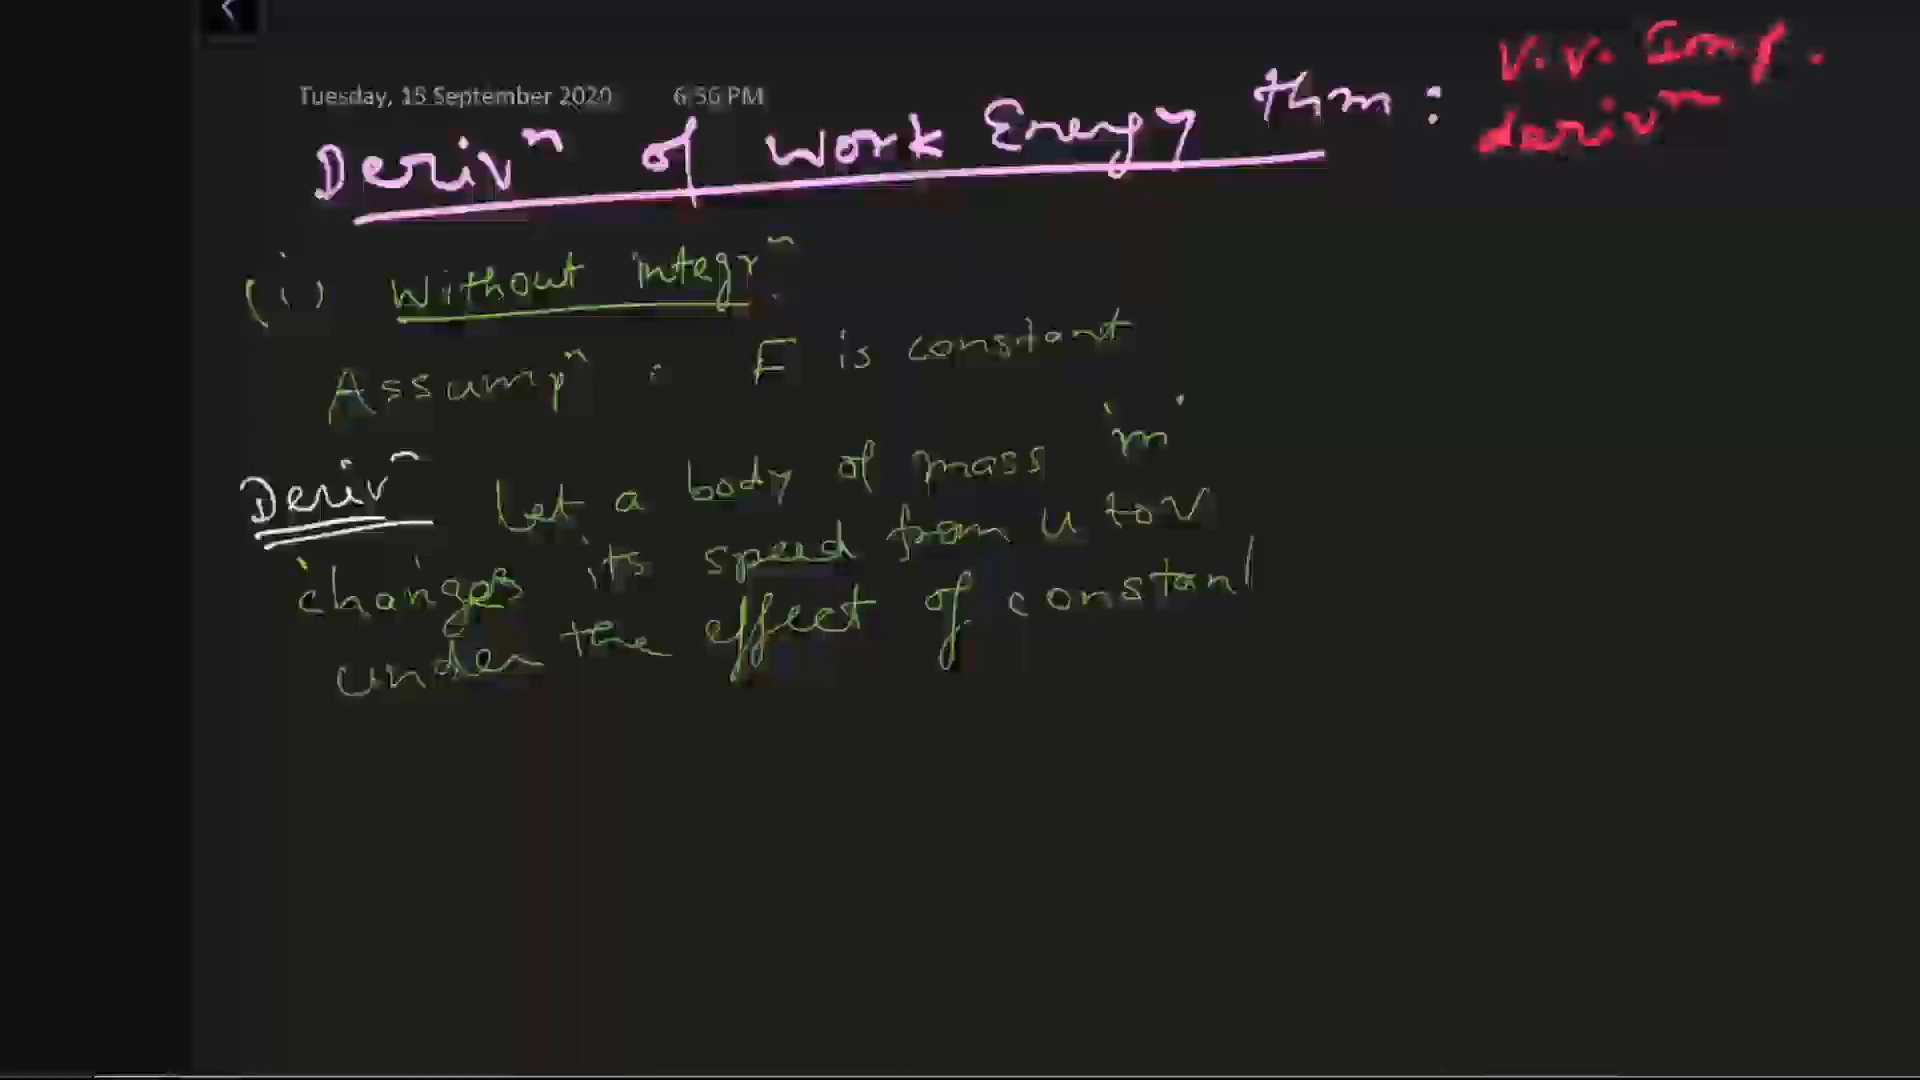 Tuesday, 15 September 2020 6:56 PM
V.V. Imp.
derivⁿ
Derivⁿ of Work Energy thm :
(i) Without integrⁿ
Assumpⁿ : F is constant
Derivⁿ Let a body of mass 'm'
changes its speed from u to v
under the effect of constant